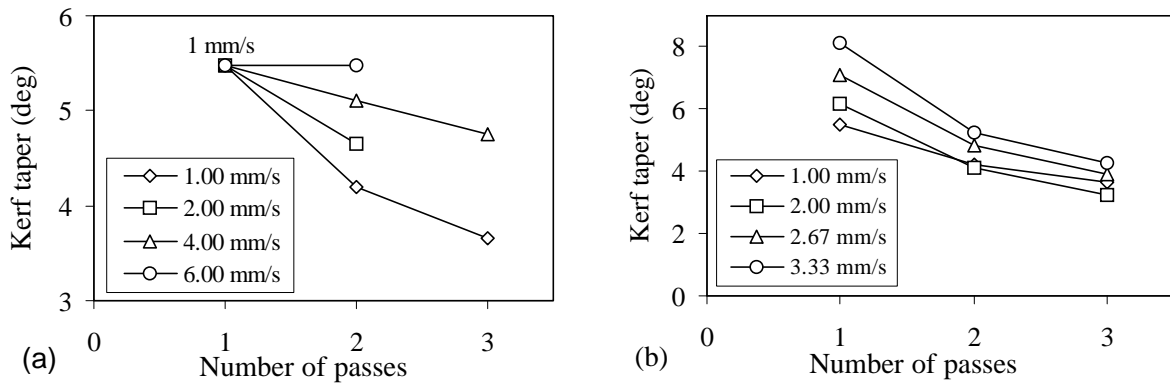 6
5
4
3
Kerf taper (deg)
1 mm/s
1.00 mm/s
2.00 mm/s
4.00 mm/s
6.00 mm/s
0 1 2 3
Number of passes
(a)
8
6
4
2
0
Kerf taper (deg)
1.00 mm/s
2.00 mm/s
2.67 mm/s
3.33 mm/s
0 1 2 3
Number of passes
(b)